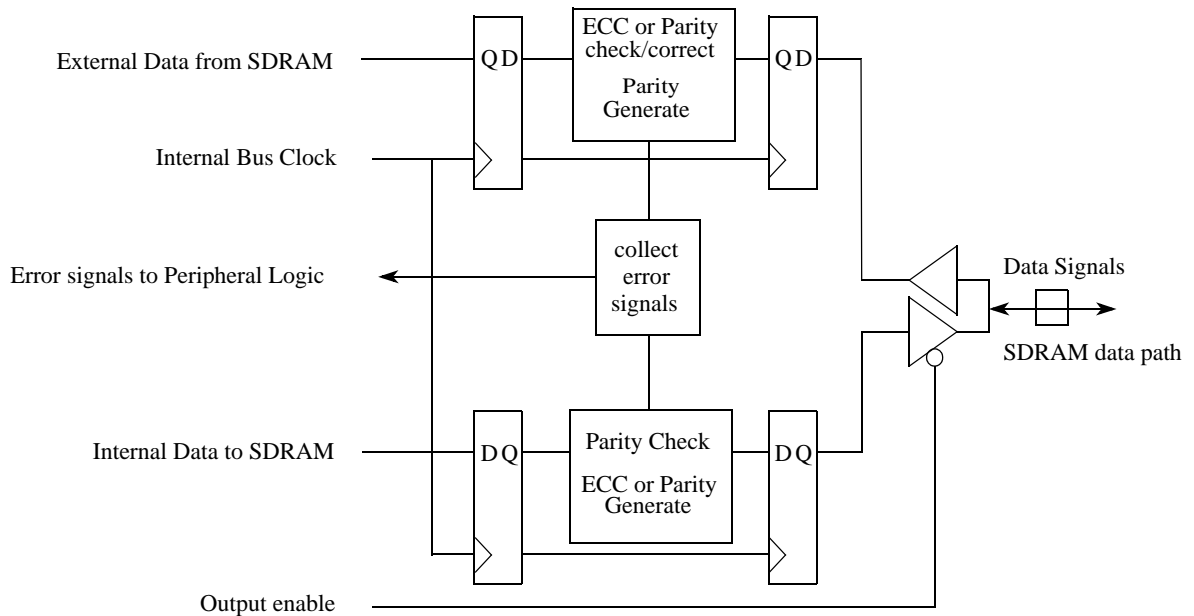 ECC or Parity
check/correct
Parity
Generate
External Data from SDRAM
Q D
Q D
Internal Bus Clock
collect
error
signals
Error signals to Peripheral Logic
Data Signals
SDRAM data path
Internal Data to SDRAM
D Q
Parity Check
ECC or Parity
Generate
D Q
Output enable